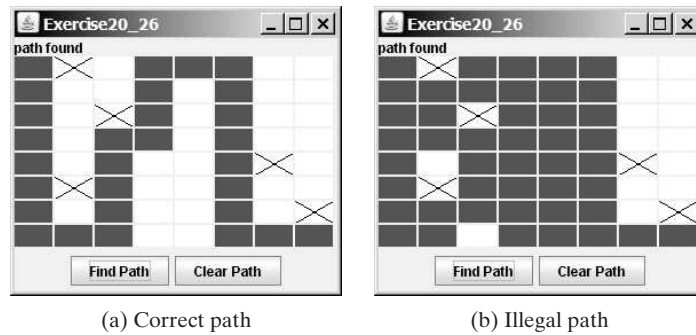 Exercise20_26
path found
Find Path Clear Path
(a) Correct path
Exercise20_26
path found
Find Path Clear Path
(b) Illegal path